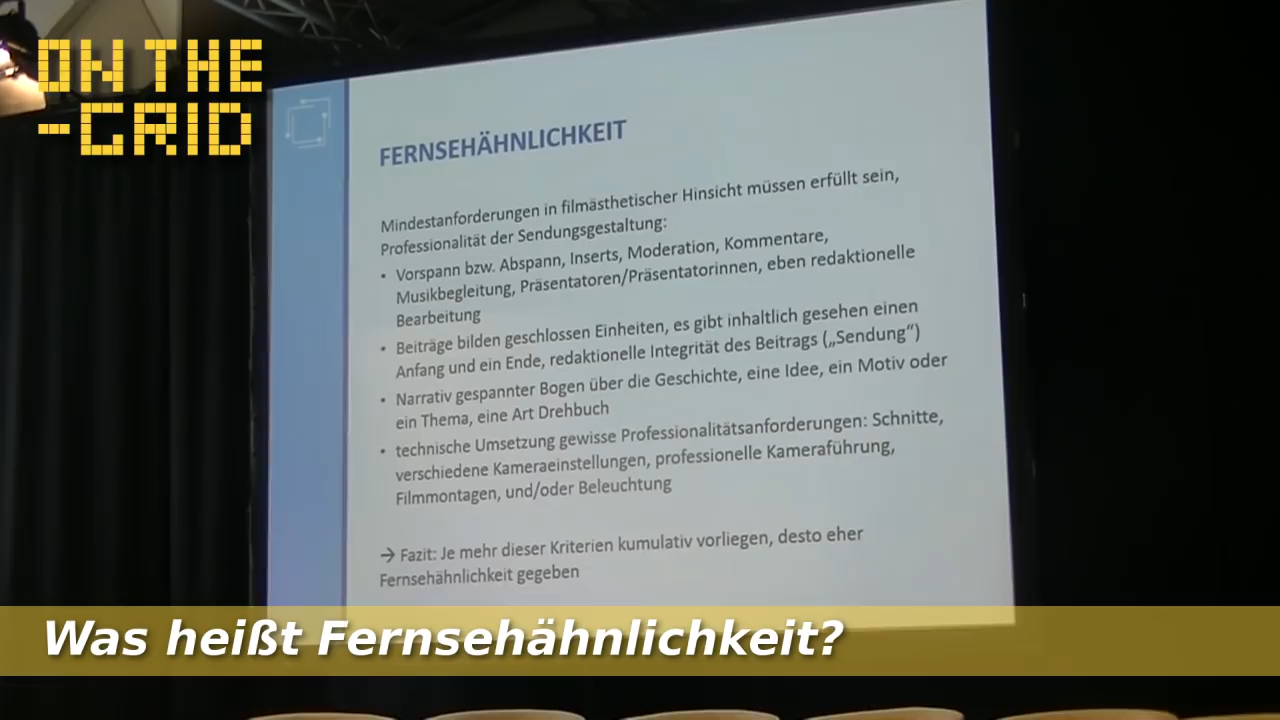 ON THE
-GRID
FERNSEHÄHNLICHKEIT
Mindestanforderungen in filmästhetischer Hinsicht müssen erfüllt sein,
Professionalität der Sendungsgestaltung:
• Vorspann bzw. Abspann, Inserts, Moderation, Kommentare,
Musikbegleitung, Präsentatoren/Präsentatorinnen, eben redaktionelle
Bearbeitung
• Beiträge bilden geschlossen Einheiten, es gibt inhaltlich gesehen einen
Anfang und ein Ende, redaktionelle Integrität des Beitrags („Sendung“)
• Narrativ gespannter Bogen über die Geschichte, eine Idee, ein Motiv oder
ein Thema, eine Art Drehbuch
• technische Umsetzung gewisse Professionalitätsanforderungen: Schnitte,
verschiedene Kameraeinstellungen, professionelle Kameraführung,
Filmmontagen, und/oder Beleuchtung
→ Fazit: Je mehr dieser Kriterien kumulativ vorliegen, desto eher
Fernsehähnlichkeit gegeben
Was heißt Fernsehähnlichkeit?